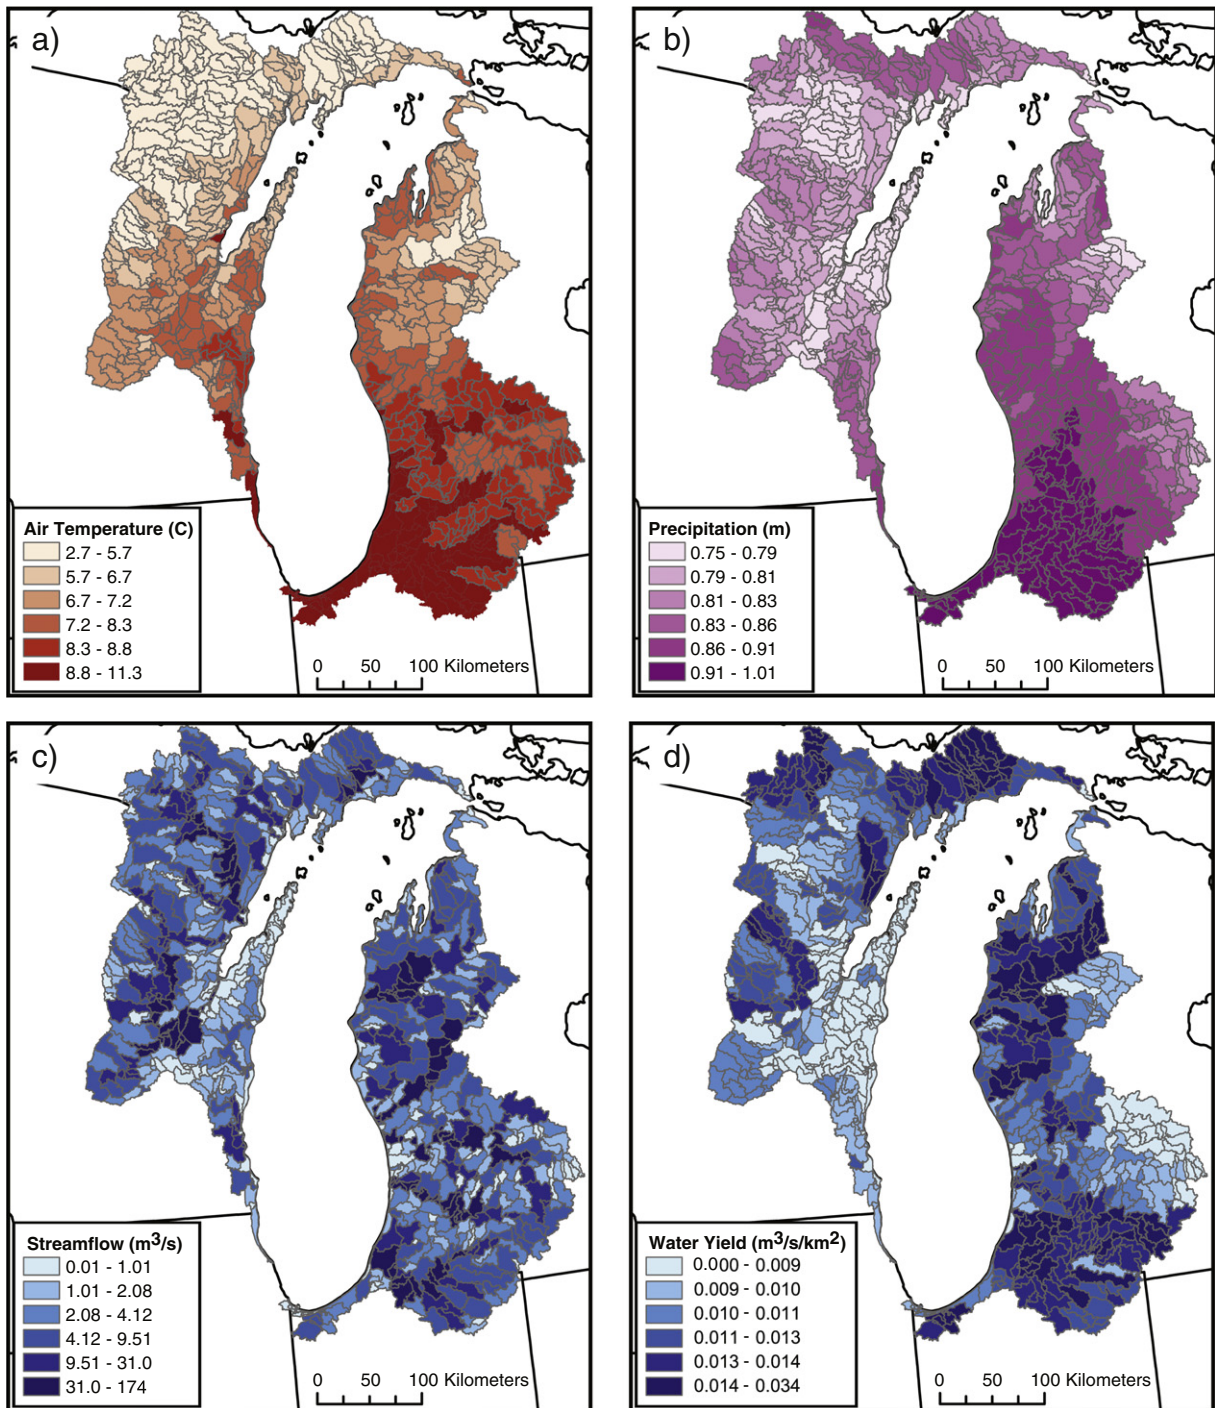 a)
Air Temperature (C)
2.7 - 5.7
5.7 - 6.7
6.7 - 7.2
7.2 - 8.3
8.3 - 8.8
8.8 - 11.3
0 50 100 Kilometers
b)
Precipitation (m)
0.75 - 0.79
0.79 - 0.81
0.81 - 0.83
0.83 - 0.86
0.86 - 0.91
0.91 - 1.01
0 50 100 Kilometers
c)
Streamflow (m³/s)
0.01 - 1.01
1.01 - 2.08
2.08 - 4.12
4.12 - 9.51
9.51 - 31.0
31.0 - 174
0 50 100 Kilometers
d)
Water Yield (m³/s/km²)
0.000 - 0.009
0.009 - 0.010
0.010 - 0.011
0.011 - 0.013
0.013 - 0.014
0.014 - 0.034
0 50 100 Kilometers